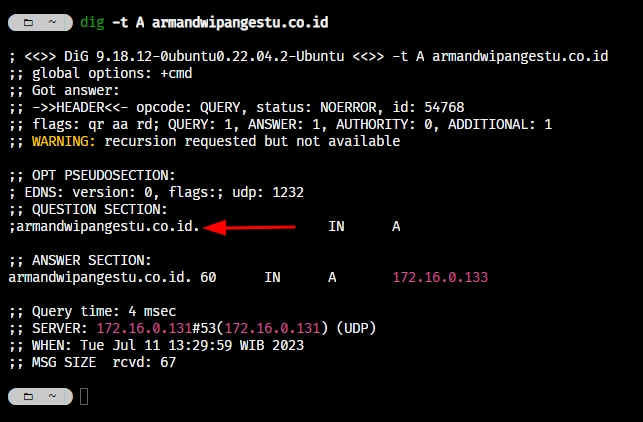 ~ dig -t A armandwipangestu.co.id
; <<>> DiG 9.18.12-0ubuntu0.22.04.2-Ubuntu <<>> -t A armandwipangestu.co.id
;; global options: +cmd
;; Got answer:
;; ->>HEADER<<- opcode: QUERY, status: NOERROR, id: 54768
;; flags: qr aa rd; QUERY: 1, ANSWER: 1, AUTHORITY: 0, ADDITIONAL: 1
;; WARNING: recursion requested but not available
;; OPT PSEUDOSECTION:
; EDNS: version: 0, flags:; udp: 1232
;; QUESTION SECTION:
;armandwipangestu.co.id. IN A
;; ANSWER SECTION:
armandwipangestu.co.id. 60 IN A 172.16.0.133
;; Query time: 4 msec
;; SERVER: 172.16.0.131#53(172.16.0.131) (UDP)
;; WHEN: Tue Jul 11 13:29:59 WIB 2023
;; MSG SIZE rcvd: 67
~